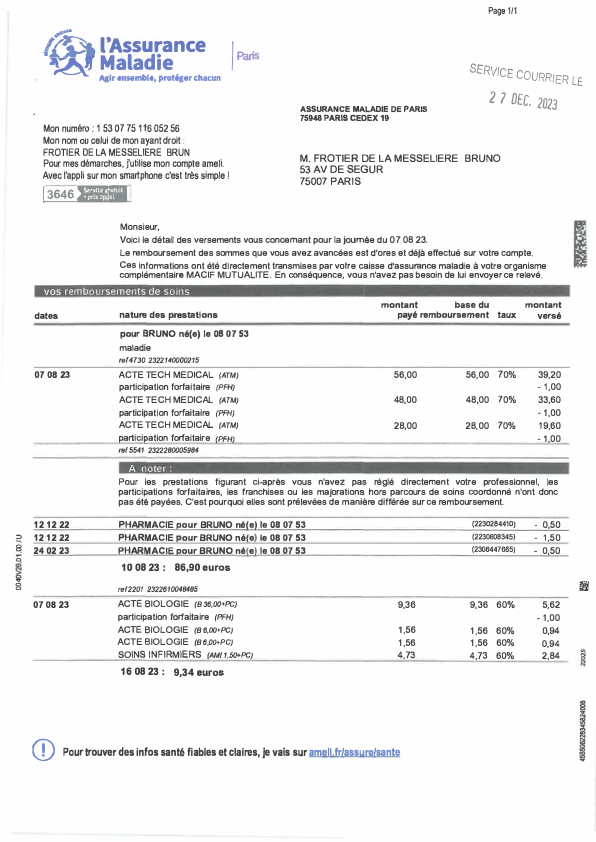 Page 1/1
sécurité sociale
l'Assurance
Maladie
Agir ensemble, protéger chacun
Paris
SERVICE COURRIER LE
27 DEC. 2023
ASSURANCE MALADIE DE PARIS
75948 PARIS CEDEX 19
Mon numéro : 1 53 07 75 116 052 56
Mon nom ou celui de mon ayant droit :
FROTIER DE LA MESSELIERE BRUN
Pour mes démarches, j'utilise mon compte ameli.
Avec l'appli sur mon smartphone c'est très simple !
3646 Service gratuit + prix appel
M. FROTIER DE LA MESSELIERE BRUNO
53 AV DE SEGUR
75007 PARIS
Monsieur,
Voici le détail des versements vous concernant pour la journée du 07 08 23.
Le remboursement des sommes que vous avez avancées est d'ores et déjà effectué sur votre compte.
Ces informations ont été directement transmises par votre caisse d'assurance maladie à votre organisme
complémentaire MACIF MUTUALITE. En conséquence, vous n'avez pas besoin de lui envoyer ce relevé.
vos remboursements de soins
dates nature des prestations montant payé base du remboursement taux montant versé
pour BRUNO né(e) le 08 07 53
maladie
ref 4730 2322140000215
07 08 23 ACTE TECH MEDICAL (ATM) 56,00 56,00 70% 39,20
participation forfaitaire (PFH) - 1,00
ACTE TECH MEDICAL (ATM) 48,00 48,00 70% 33,60
participation forfaitaire (PFH) - 1,00
ACTE TECH MEDICAL (ATM) 28,00 28,00 70% 19,60
participation forfaitaire (PFH) - 1,00
ref 5541 2322280005984
A noter :
Pour les prestations figurant ci-après vous n'avez pas réglé directement votre professionnel, les
participations forfaitaires, les franchises ou les majorations hors parcours de soins coordonné n'ont donc
pas été payées. C'est pourquoi elles sont prélevées de manière différée sur ce remboursement.
12 12 22 PHARMACIE pour BRUNO né(e) le 08 07 53 (2230284410) - 0,50
12 12 22 PHARMACIE pour BRUNO né(e) le 08 07 53 (2230608345) - 1,50
24 02 23 PHARMACIE pour BRUNO né(e) le 08 07 53 (2306447665) - 0,50
10 08 23 : 86,90 euros
ref 2201 2322610048485
07 08 23 ACTE BIOLOGIE (B 36,00+PC) 9,36 9,36 60% 5,62
participation forfaitaire (PFH) - 1,00
ACTE BIOLOGIE (B 6,00+PC) 1,56 1,56 60% 0,94
ACTE BIOLOGIE (B 6,00+PC) 1,56 1,56 60% 0,94
SOINS INFIRMIERS (AMI 1,50+PC) 4,73 4,73 60% 2,84
16 08 23 : 9,34 euros
Pour trouver des infos santé fiables et claires, je vais sur ameli.fr/assure/sante
22025